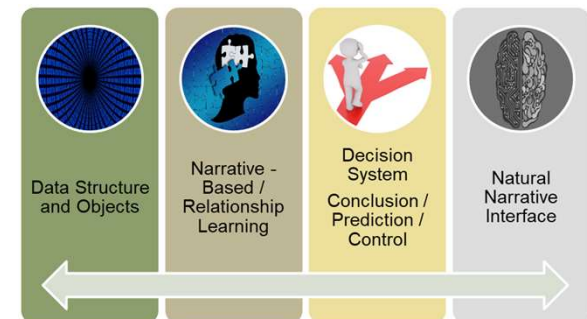 Data Structure
and Objects
Narrative -
Based /
Relationship
Learning
Decision
System
Conclusion /
Prediction /
Control
Natural
Narrative
Interface